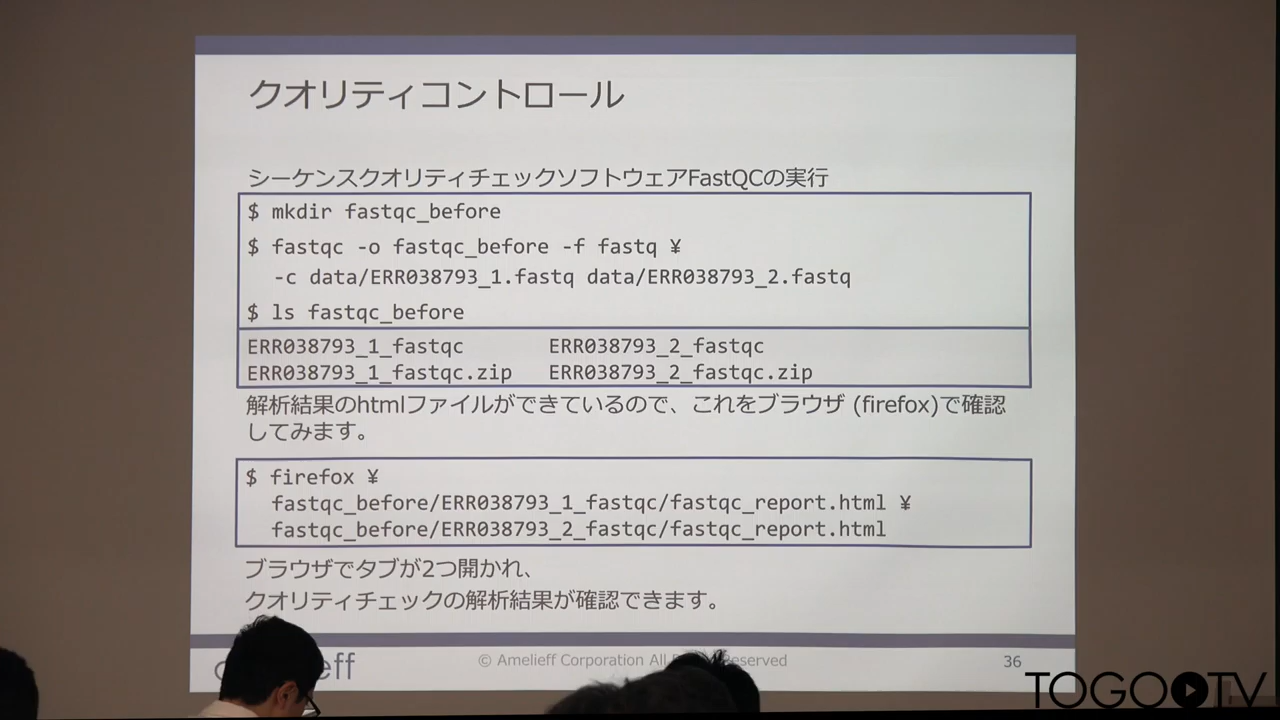 クオリティコントロール
シーケンスクオリティチェックソフトウェアFastQCの実行
$ mkdir fastqc_before
$ fastqc -o fastqc_before -f fastq ¥
-c data/ERR038793_1.fastq data/ERR038793_2.fastq
$ ls fastqc_before
ERR038793_1_fastqc ERR038793_2_fastqc
ERR038793_1_fastqc.zip ERR038793_2_fastqc.zip
解析結果のhtmlファイルができているので、これをブラウザ (firefox)で確認
してみます。
$ firefox ¥
fastqc_before/ERR038793_1_fastqc/fastqc_report.html ¥
fastqc_before/ERR038793_2_fastqc/fastqc_report.html
ブラウザでタブが2つ開かれ、
クオリティチェックの解析結果が確認できます。
© Amelieff Corporation All
36
TOGOTV